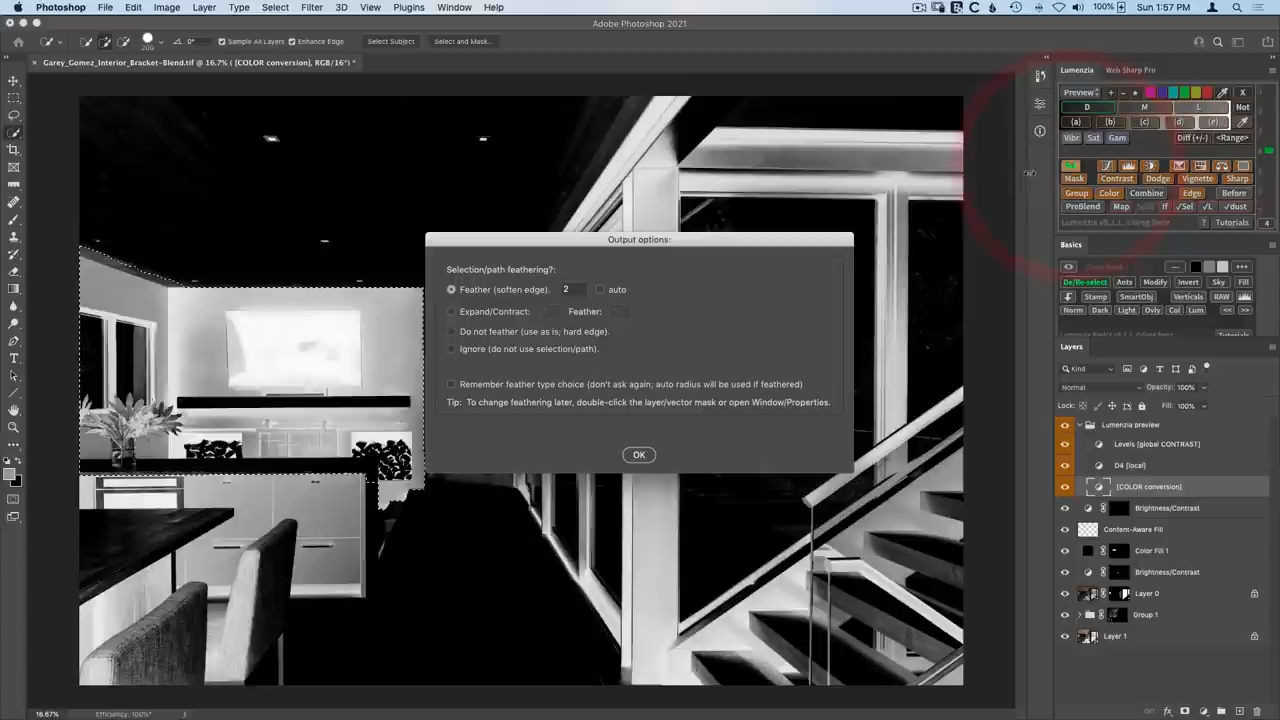 Photoshop File Edit Image Layer Type Select Filter 3D View Plugins Window Help 100% Sun 1:57 PM
Adobe Photoshop 2021
200 0° Sample All Layers Enhance Edge Select Subject Select and Mask...
Garey_Gomez_Interior_Bracket-Blend.tif @ 16.7% ( [COLOR conversion], RGB/16*) *
Output options:
Selection/path feathering?:
Feather (soften edge). 2 auto
Expand/Contract: Feather:
Do not feather (use as is; hard edge).
Ignore (do not use selection/path).
Remember feather type choice (don't ask again; auto radius will be used if feathered)
Tip: To change feathering later, double-click the layer/vector mask or open Window/Properties.
OK
Lumenzia Web Sharp Pro
Preview + − ★ X
D M L Not
(a) (b) (c) (d) (e)
Vibr Sat Gam Diff (+/-) <Range>
Mask Contrast Dodge Vignette Sharp
Group Color Combine Edge Before
PreBlend Map Split If √Sel √L √dust
? Tutorials 4
Basics
De/Re-select Ants Modify Invert Sky Fill
Stamp SmartObj Verticals RAW
Norm Dark Light Ovly Col Lum << >>
Tutorials
Layers
Kind
Normal Opacity: 100%
Lock: Fill: 100%
Lumenzia preview
Levels [global CONTRAST]
D4 [local]
[COLOR conversion]
Brightness/Contrast
Content-Aware Fill
Color Fill 1
Brightness/Contrast
Layer 0
Group 1
Layer 1
16.67% Efficiency: 100%*